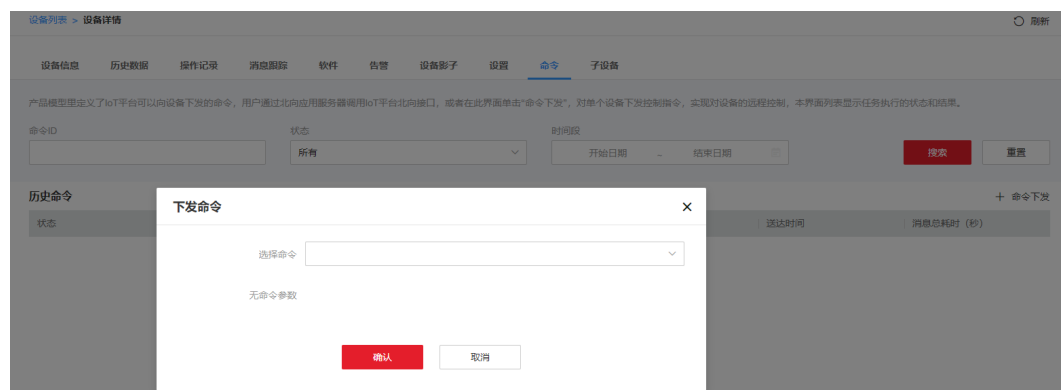 设备列表 > 设备详情 刷新
设备信息 历史数据 操作记录 消息跟踪 软件 告警 设备影子 设置 命令 子设备
产品模型里定义了IoT平台可以向设备下发的命令，用户通过北向应用服务器调用IoT平台北向接口，或者在此界面单击“命令下发”，对单个设备下发控制指令，实现对设备的远程控制，本界面列表显示任务执行的状态和结果。
命令ID 状态 时间段
所有 开始日期 - 结束日期 搜索 重置
历史命令 + 命令下发
状态 送达时间 消息总耗时（秒）
下发命令 ×
选择命令
无命令参数
确认 取消